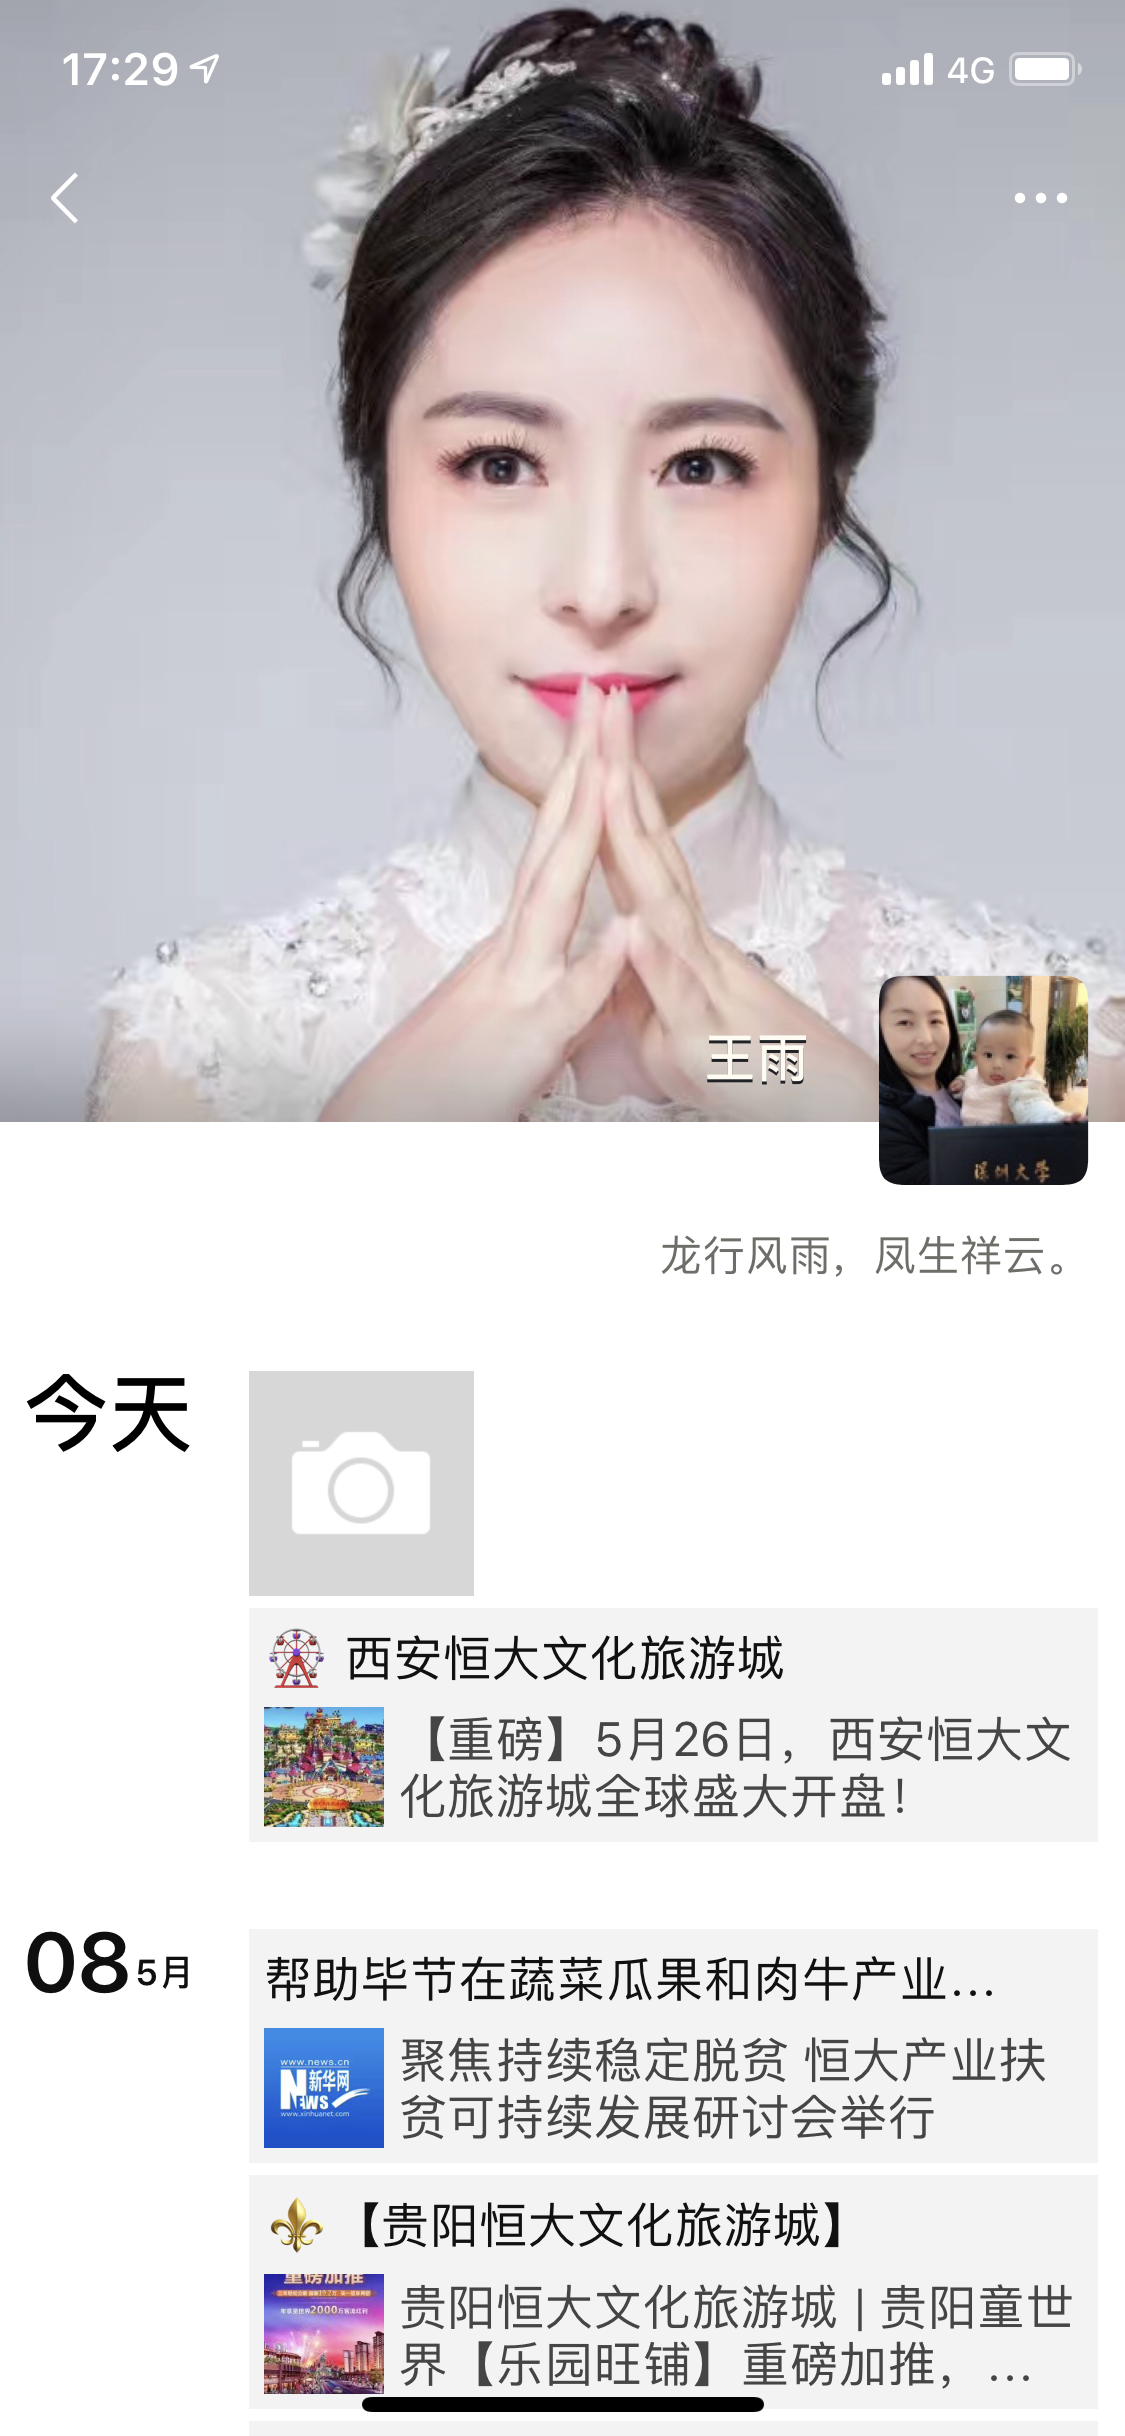 17:29
4G
王雨
深圳大学
龙行风雨，凤生祥云。
今天
西安恒大文化旅游城
【重磅】5月26日，西安恒大文
化旅游城全球盛大开盘！
08 5月
帮助毕节在蔬菜瓜果和肉牛产业...
www.news.cn
新华网
NEWS
www.xinhuanet.com
聚焦持续稳定脱贫 恒大产业扶
贫可持续发展研讨会举行
【贵阳恒大文化旅游城】
重磅加推
贵阳恒大文化旅游城 | 贵阳童世
界【乐园旺铺】重磅加推，...